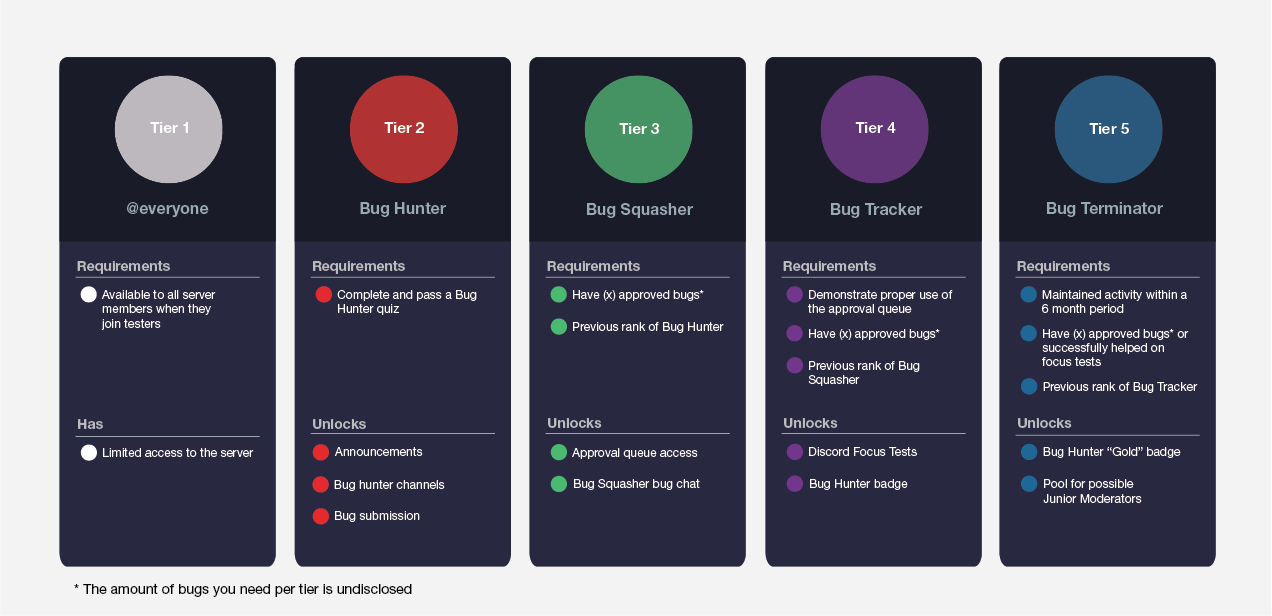 Tier 1
@everyone
Requirements
Available to all server
members when they
join testers
Has
Limited access to the server
Tier 2
Bug Hunter
Requirements
Complete and pass a Bug
Hunter quiz
Unlocks
Announcements
Bug hunter channels
Bug submission
Tier 3
Bug Squasher
Requirements
Have (x) approved bugs*
Previous rank of Bug Hunter
Unlocks
Approval queue access
Bug Squasher bug chat
Tier 4
Bug Tracker
Requirements
Demonstrate proper use of
the approval queue
Have (x) approved bugs*
Previous rank of Bug
Squasher
Unlocks
Discord Focus Tests
Bug Hunter badge
Tier 5
Bug Terminator
Requirements
Maintained activity within a
6 month period
Have (x) approved bugs* or
successfully helped on
focus tests
Previous rank of Bug Tracker
Unlocks
Bug Hunter “Gold” badge
Pool for possible
Junior Moderators
* The amount of bugs you need per tier is undisclosed